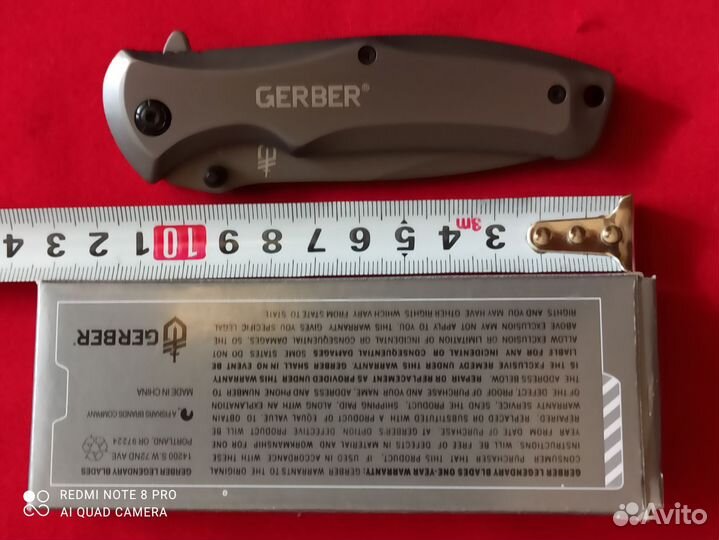 GERBER®
4 3 2 1 10 9 8 7 6 5 4 3
3m
GERBER LEGENDARY BLADES ONE-YEAR WARRANTY: GERBER WARRANTS TO THE ORIGINAL
CONSUMER PURCHASER THAT THIS PRODUCT, IF USED IN ACCORDANCE WITH THESE
INSTRUCTIONS, WILL BE FREE OF DEFECTS IN MATERIAL AND WORKMANSHIP FOR ONE
YEAR FROM DATE OF PURCHASE. AT GERBER'S OPTION, DEFECTIVE PRODUCT WILL BE
REPAIRED, REPLACED OR SUBSTITUTED WITH A PRODUCT OF EQUAL VALUE. TO OBTAIN
WARRANTY SERVICE, SEND THE PRODUCT, SHIPPING PAID, ALONG WITH AN EXPLANATION
OF THE DEFECT, PROOF OF PURCHASE AND YOUR NAME, ADDRESS AND PHONE NUMBER TO
THE ADDRESS BELOW. REPAIR OR REPLACEMENT AS PROVIDED UNDER THIS WARRANTY
IS THE EXCLUSIVE REMEDY UNDER THIS WARRANTY. GERBER SHALL IN NO EVENT BE
LIABLE FOR ANY INCIDENTAL OR CONSEQUENTIAL DAMAGES. SOME STATES DO NOT
ALLOW EXCLUSION OR LIMITATION OF INCIDENTAL OR CONSEQUENTIAL DAMAGES, SO THE
ABOVE EXCLUSION MAY NOT APPLY TO YOU. THIS WARRANTY GIVES YOU SPECIFIC LEGAL
RIGHTS AND YOU MAY HAVE OTHER RIGHTS WHICH VARY FROM STATE TO STATE.
GERBER LEGENDARY BLADES
14200 S.W. 72ND AVE
PORTLAND, OR 97224
A FISKARS BRANDS COMPANY
MADE IN CHINA
GERBER
REDMI NOTE 8 PRO
AI QUAD CAMERA
Avito